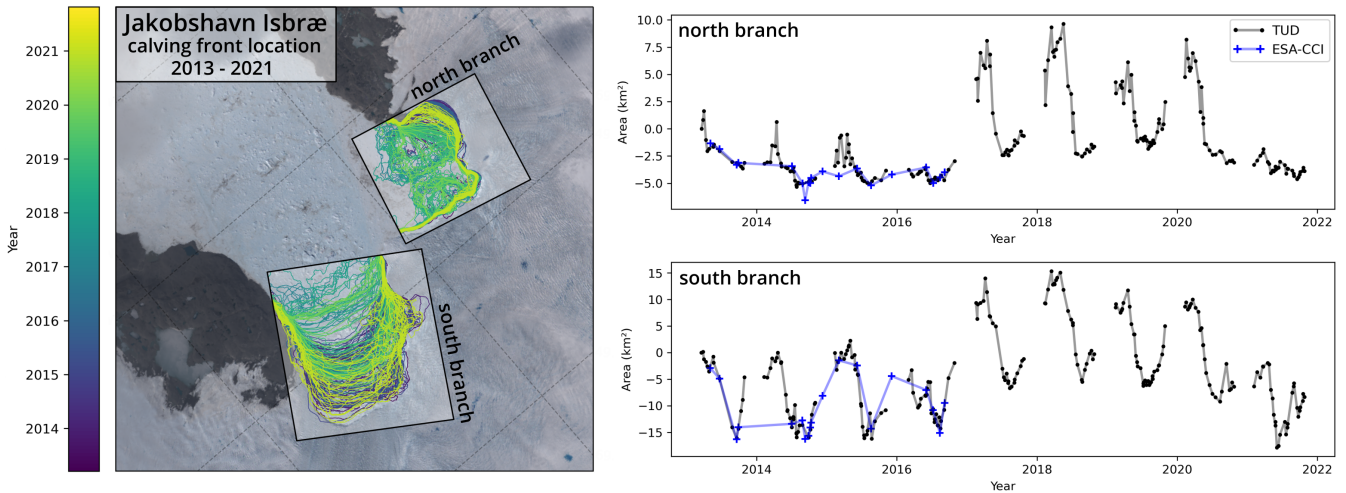 Jakobshavn Isbræ
calving front location
2013 - 2021
north branch
south branch
Year
2021
2020
2019
2018
2017
2016
2015
2014
north branch
TUD
ESA-CCI
Area (km²)
10.0
7.5
5.0
2.5
0.0
−2.5
−5.0
2014 2016 2018 2020 2022
Year
south branch
Area (km²)
15
10
5
0
−5
−10
−15
2014 2016 2018 2020 2022
Year